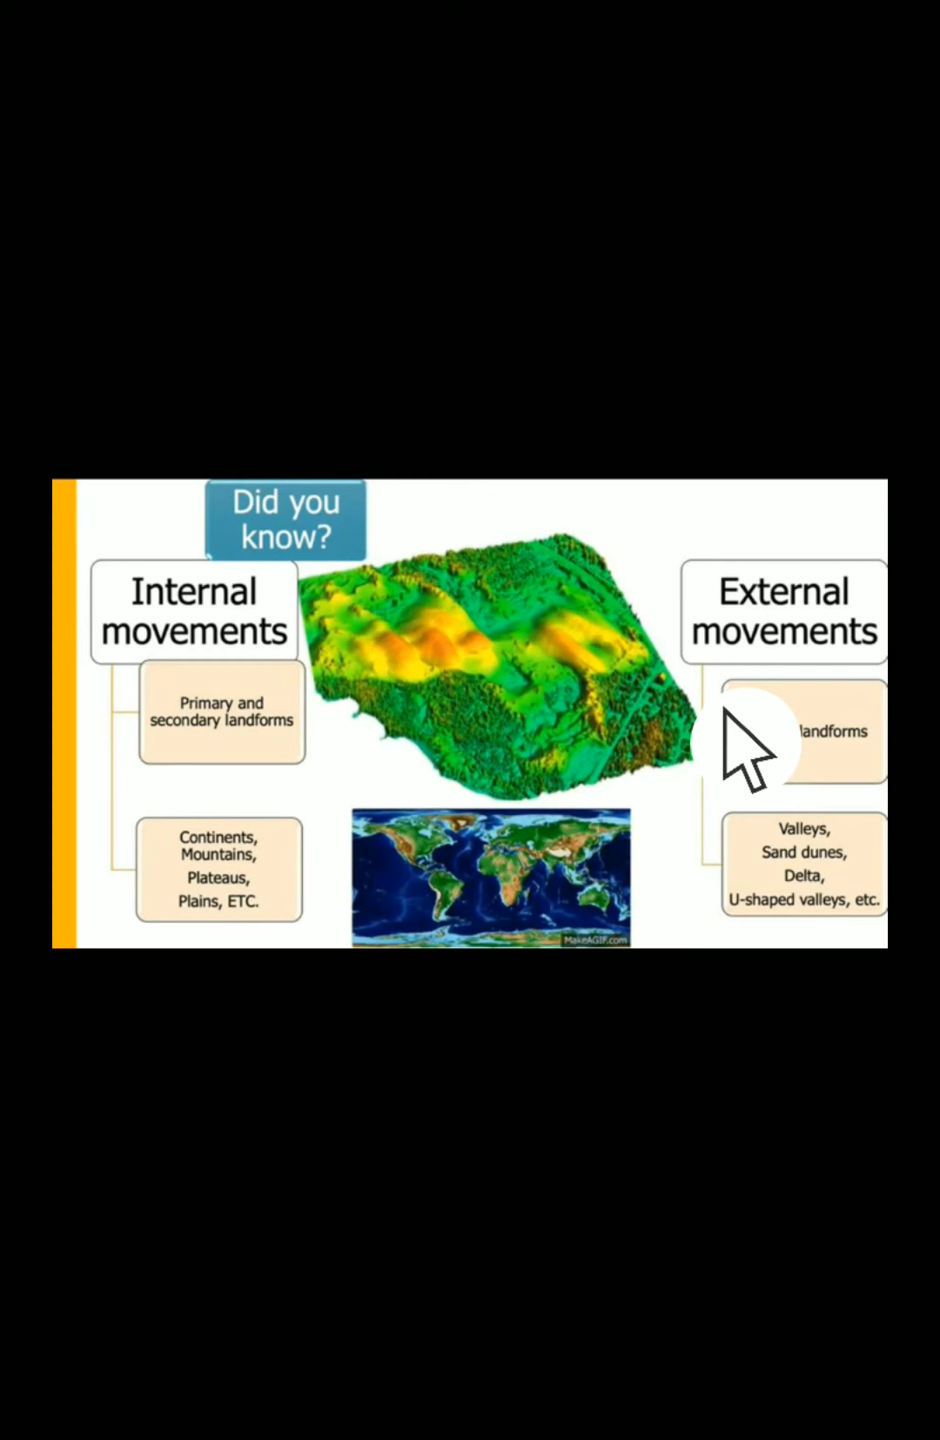 Did you
know?
Internal
movements
External
movements
Primary and
secondary landforms
landforms
Continents,
Mountains,
Plateaus,
Plains, ETC.
Valleys,
Sand dunes,
Delta,
U-shaped valleys, etc.
MakeAGIF.com